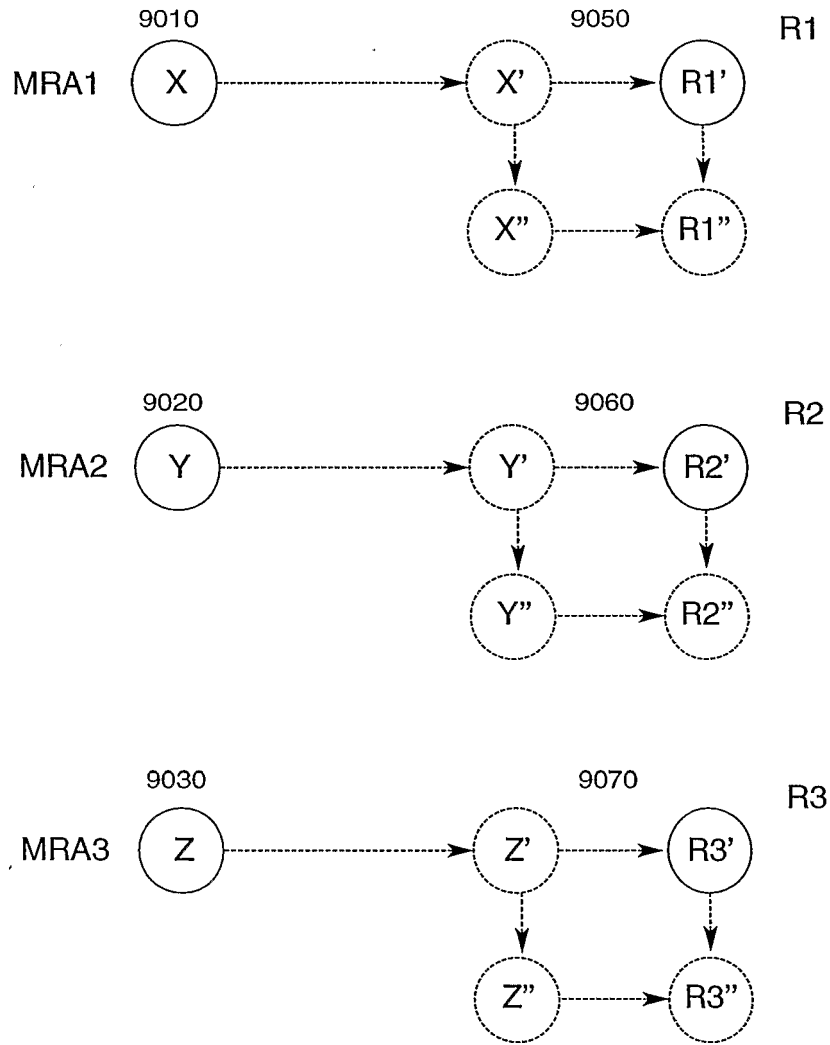 9010 9050 R1
MRA1 X X' R1'
X" R1"
9020 9060 R2
MRA2 Y Y' R2'
Y" R2"
9030 9070 R3
MRA3 Z Z' R3'
Z" R3"